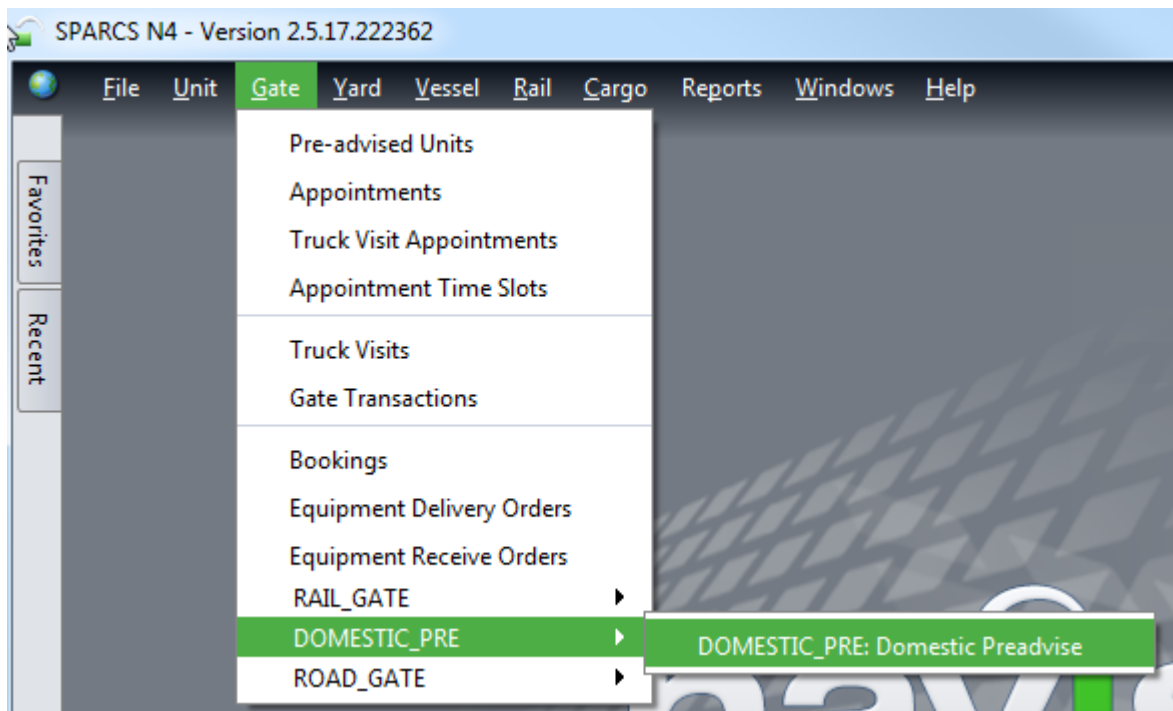 SPARCS N4 - Version 2.5.17.222362
File Unit Gate Yard Vessel Rail Cargo Reports Windows Help
Favorites
Recent
Pre-advised Units
Appointments
Truck Visit Appointments
Appointment Time Slots
Truck Visits
Gate Transactions
Bookings
Equipment Delivery Orders
Equipment Receive Orders
RAIL_GATE
DOMESTIC_PRE
DOMESTIC_PRE: Domestic Preadvise
ROAD_GATE